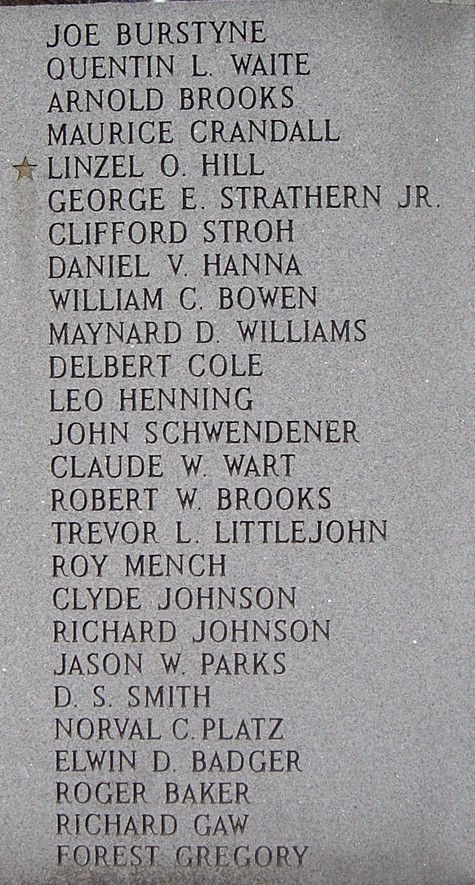 JOE BURSTYNE
QUENTIN L. WAITE
ARNOLD BROOKS
MAURICE CRANDALL
LINZEL O. HILL
GEORGE E. STRATHERN JR.
CLIFFORD STROH
DANIEL V. HANNA
WILLIAM C. BOWEN
MAYNARD D. WILLIAMS
DELBERT COLE
LEO HENNING
JOHN SCHWENDENER
CLAUDE W. WART
ROBERT W. BROOKS
TREVOR L. LITTLEJOHN
ROY MENCH
CLYDE JOHNSON
RICHARD JOHNSON
JASON W. PARKS
D. S. SMITH
NORVAL C. PLATZ
ELWIN D. BADGER
ROGER BAKER
RICHARD GAW
FOREST GREGORY